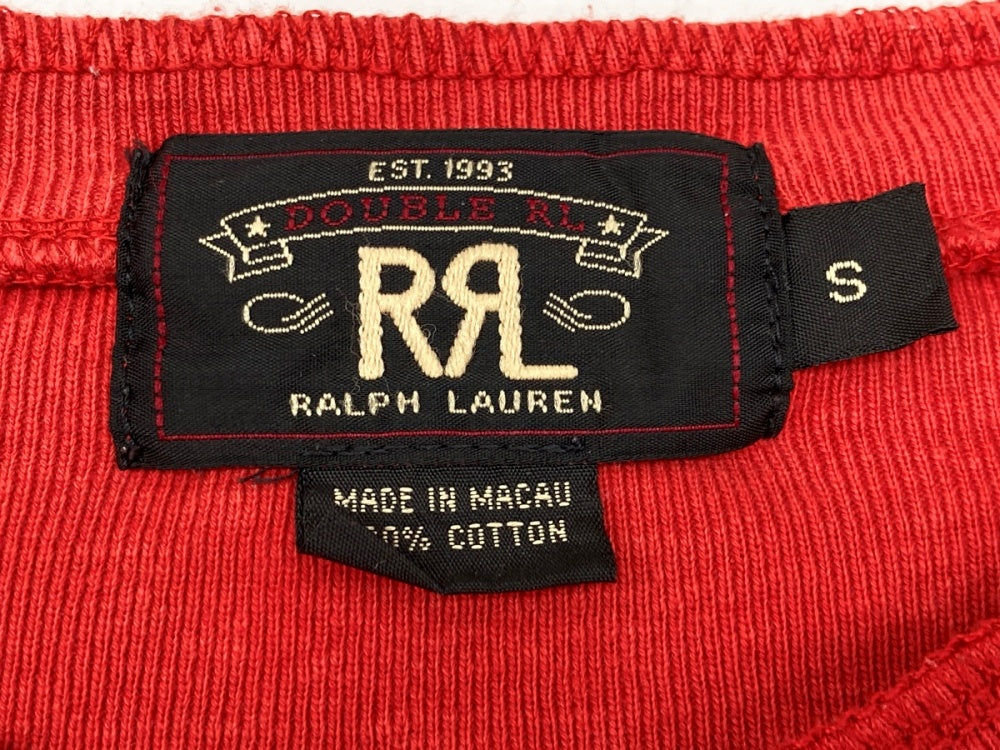 EST. 1993
DOUBLE RL
RRL
RALPH LAUREN
S
MADE IN MACAU
COTTON